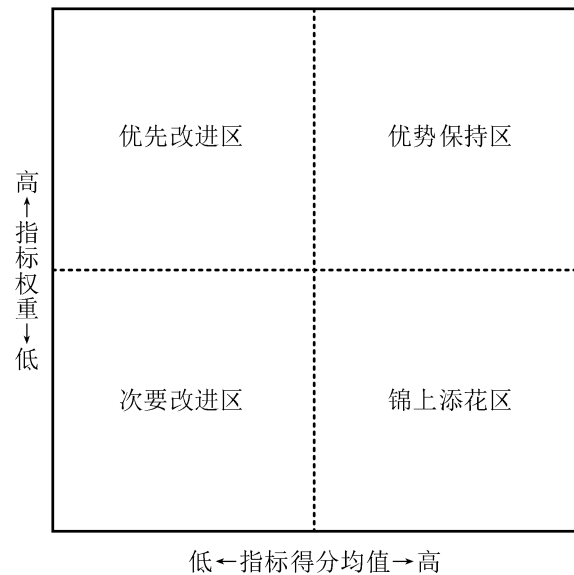 优先改进区
优势保持区
高←指标权重→低
次要改进区
锦上添花区
低←指标得分均值→高